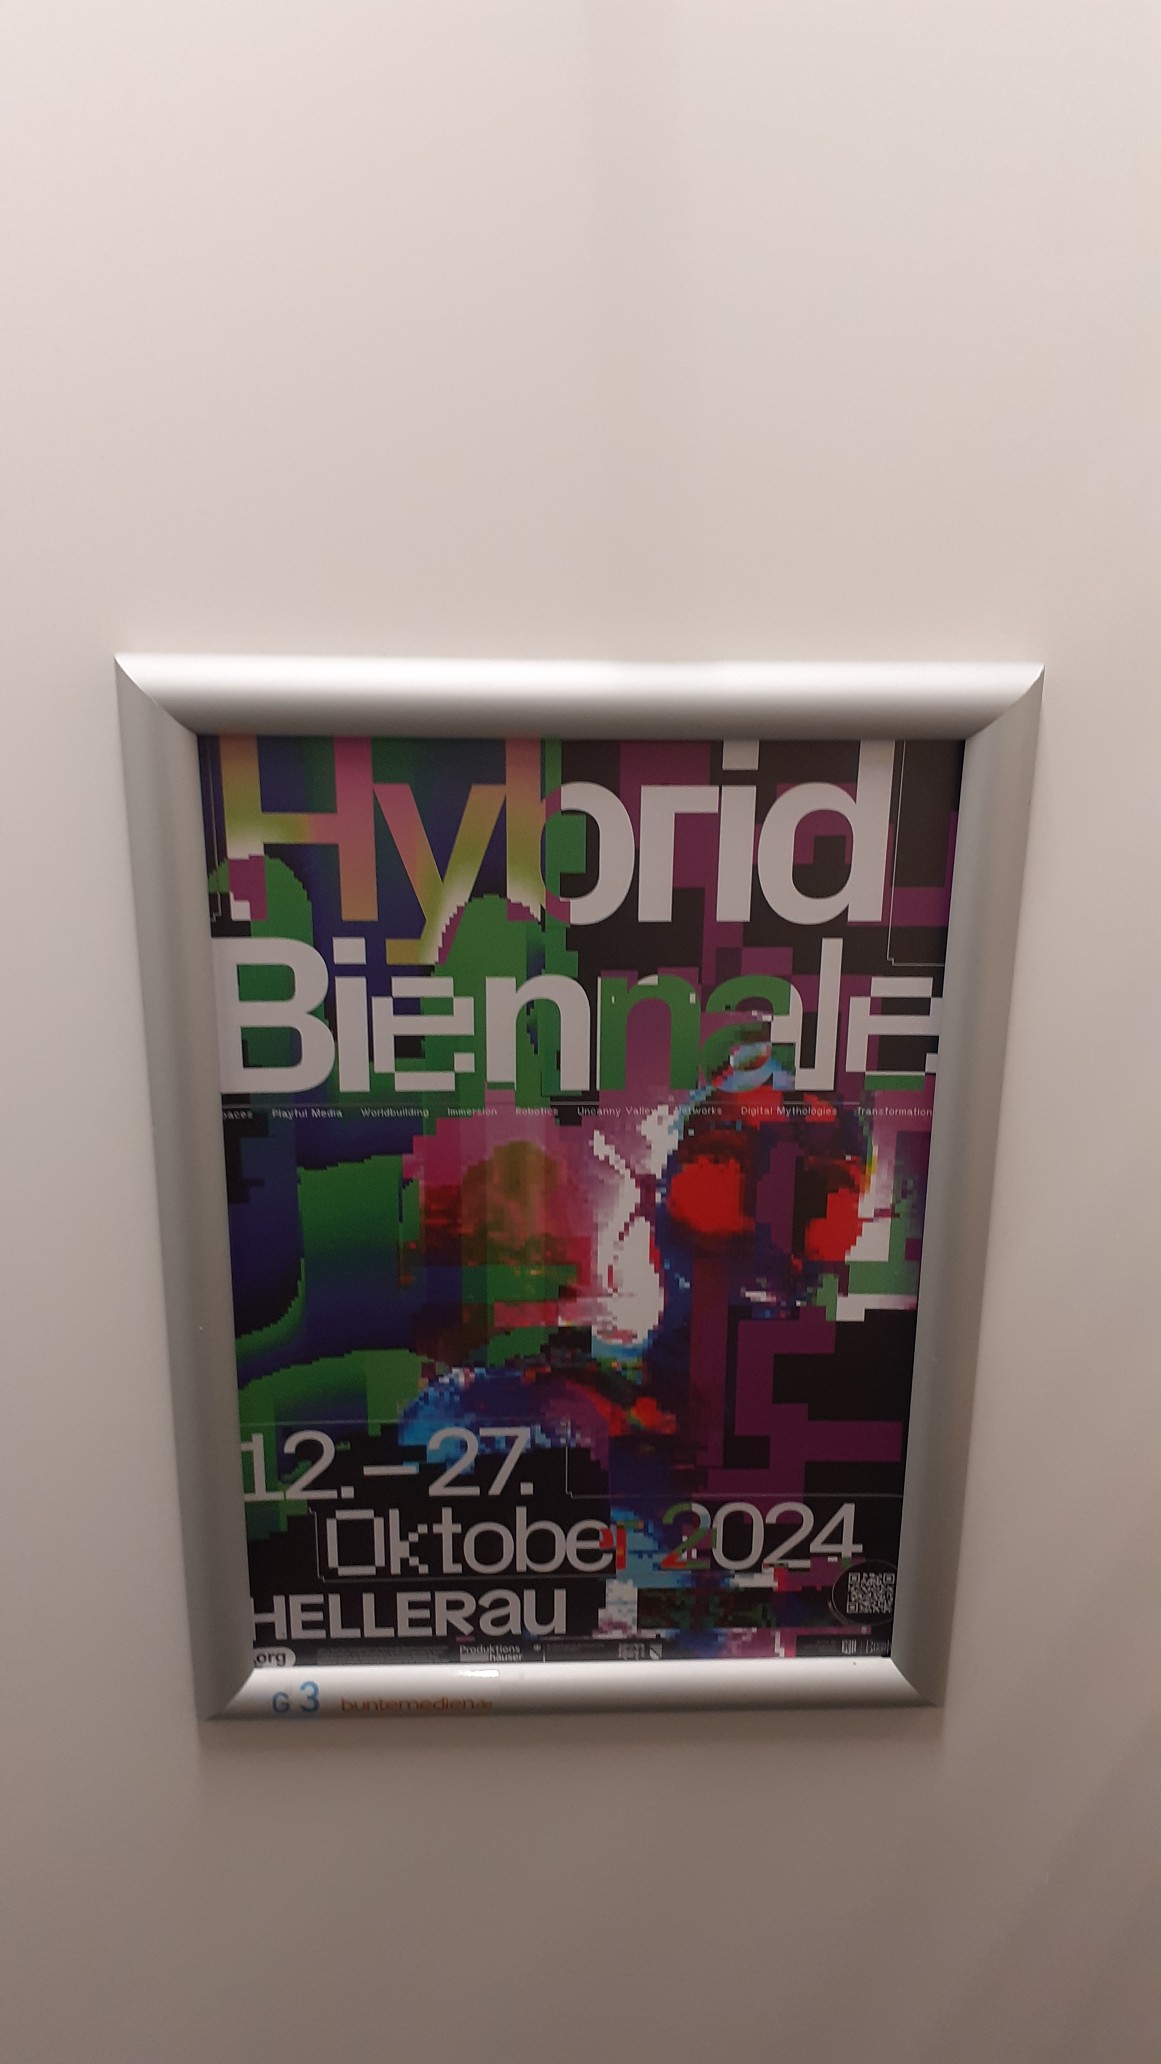 Hybrid
Biennale
Playful Media Worldbuilding Immersion Robotics Uncanny Valley Networks Digital Mythologies Transformation
12. – 27.
Oktober 2024
HELLERau
.org
Produktions
häuser
G 3 buntemedien.de